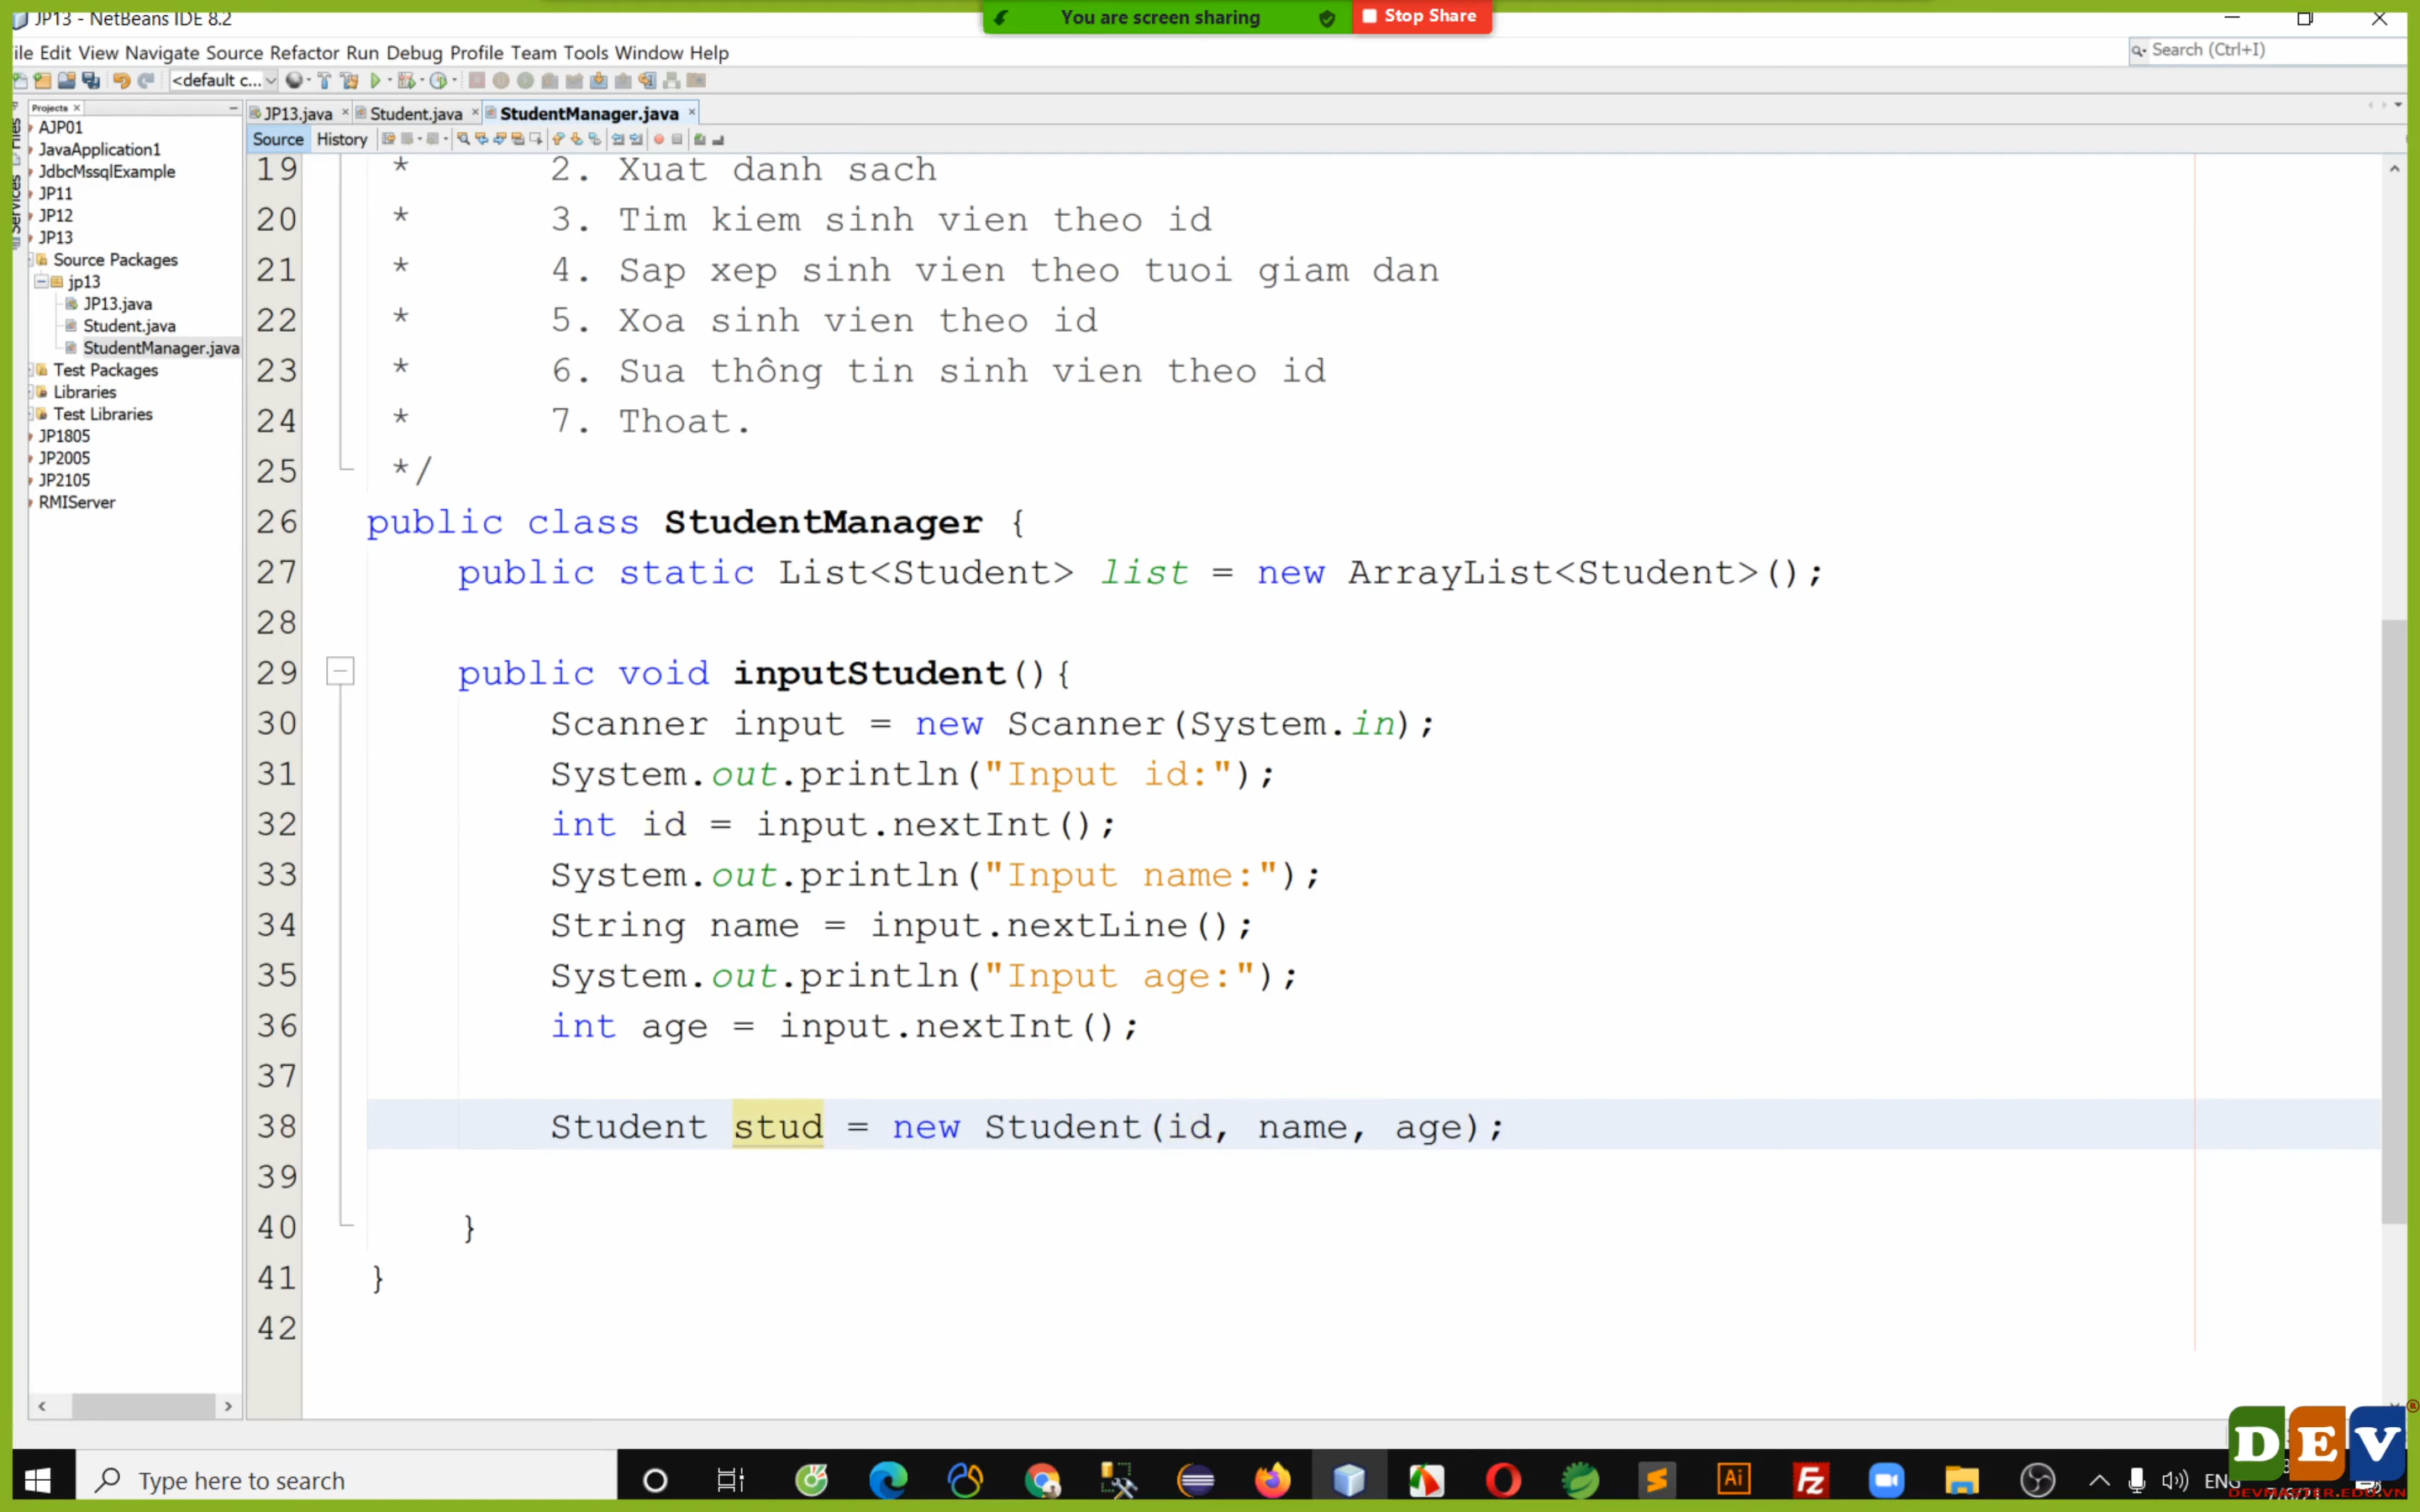 JP13 - NetBeans IDE 8.2
You are screen sharing
Stop Share
ile Edit View Navigate Source Refactor Run Debug Profile Team Tools Window Help
Search (Ctrl+I)
<default c...
Projects
JP13.java
Student.java
StudentManager.java
Files
Services
Source
History
AJP01
JavaApplication1
JdbcMssqlExample
JP11
JP12
JP13
Source Packages
jp13
JP13.java
Student.java
StudentManager.java
Test Packages
Libraries
Test Libraries
JP1805
JP2005
JP2105
RMIServer
19 * 2. Xuat danh sach
20 * 3. Tim kiem sinh vien theo id
21 * 4. Sap xep sinh vien theo tuoi giam dan
22 * 5. Xoa sinh vien theo id
23 * 6. Sua thông tin sinh vien theo id
24 * 7. Thoat.
25 */
26 public class StudentManager {
27 public static List<Student> list = new ArrayList<Student>();
28
29 public void inputStudent(){
30 Scanner input = new Scanner(System.in);
31 System.out.println("Input id:");
32 int id = input.nextInt();
33 System.out.println("Input name:");
34 String name = input.nextLine();
35 System.out.println("Input age:");
36 int age = input.nextInt();
37
38 Student stud = new Student(id, name, age);
39
40 }
41 }
42
Type here to search
Ai
Fz
ENG
DEV
DEVMASTER.EDU.VN